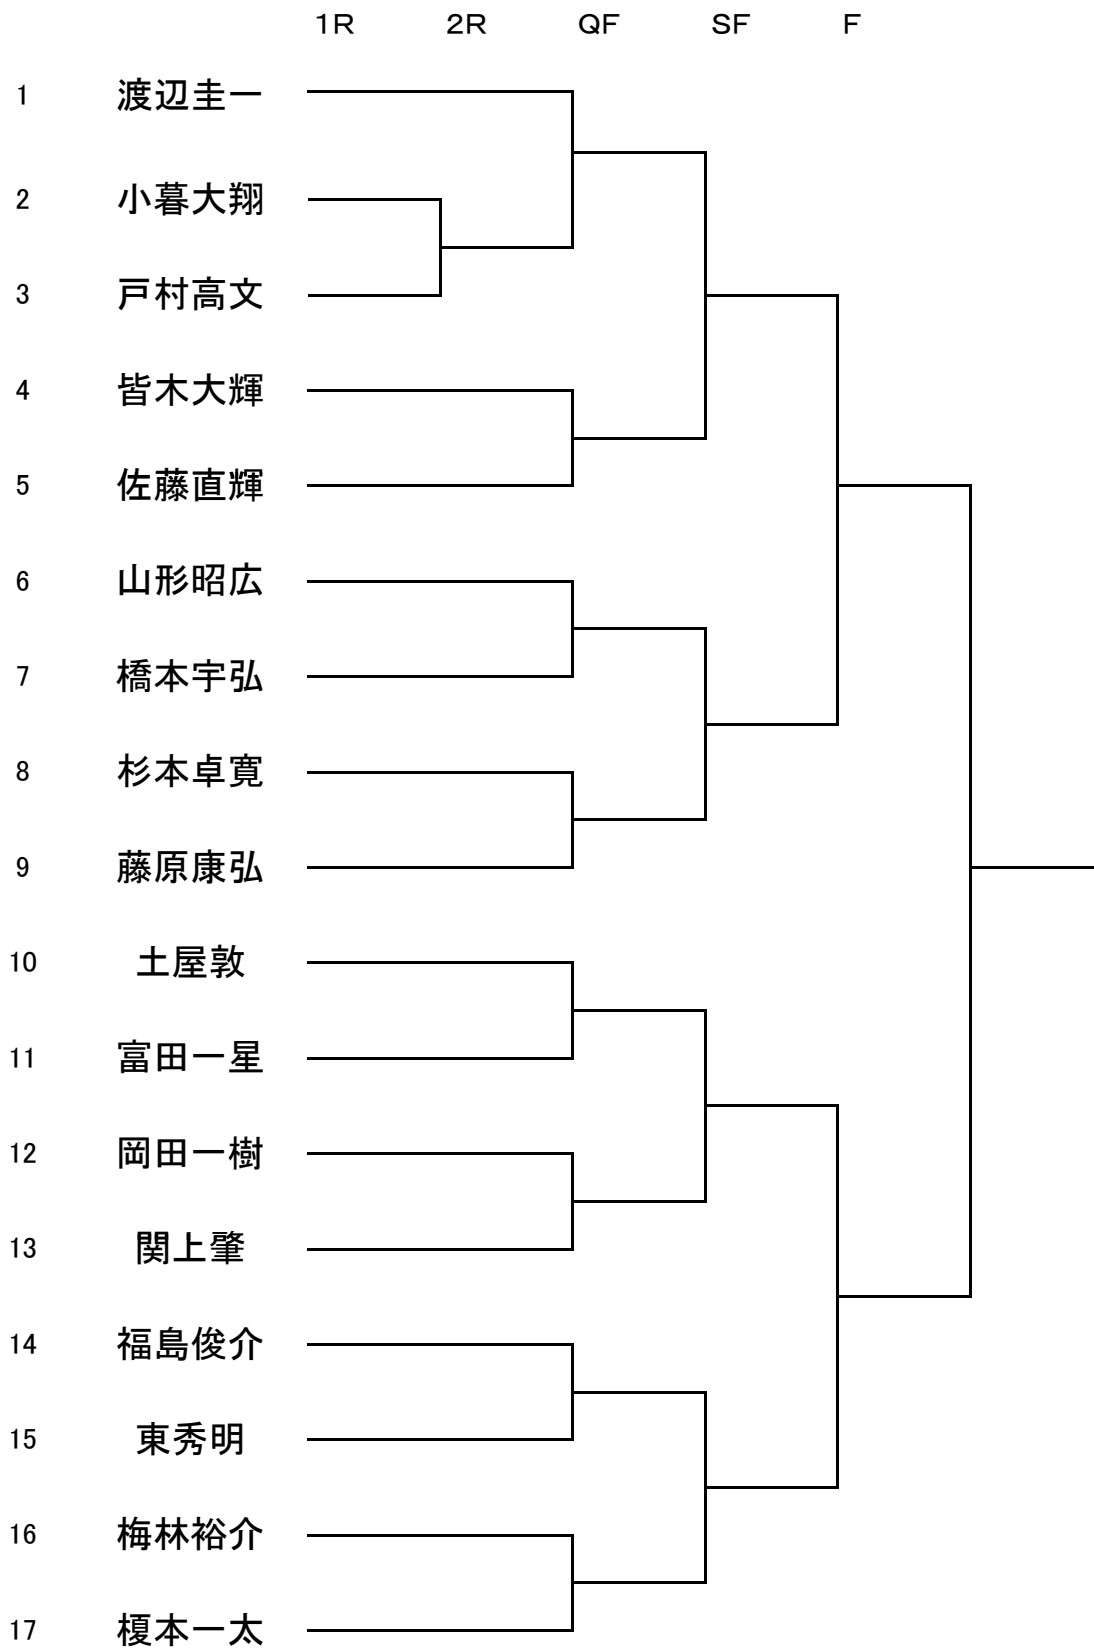 1R 2R QF SF F
1 渡辺圭一
2 小暮大翔
3 戸村高文
4 皆木大輝
5 佐藤直輝
6 山形昭広
7 橋本宇弘
8 杉本卓寛
9 藤原康弘
10 土屋敦
11 富田一星
12 岡田一樹
13 関上肇
14 福島俊介
15 東秀明
16 梅林裕介
17 榎本一太